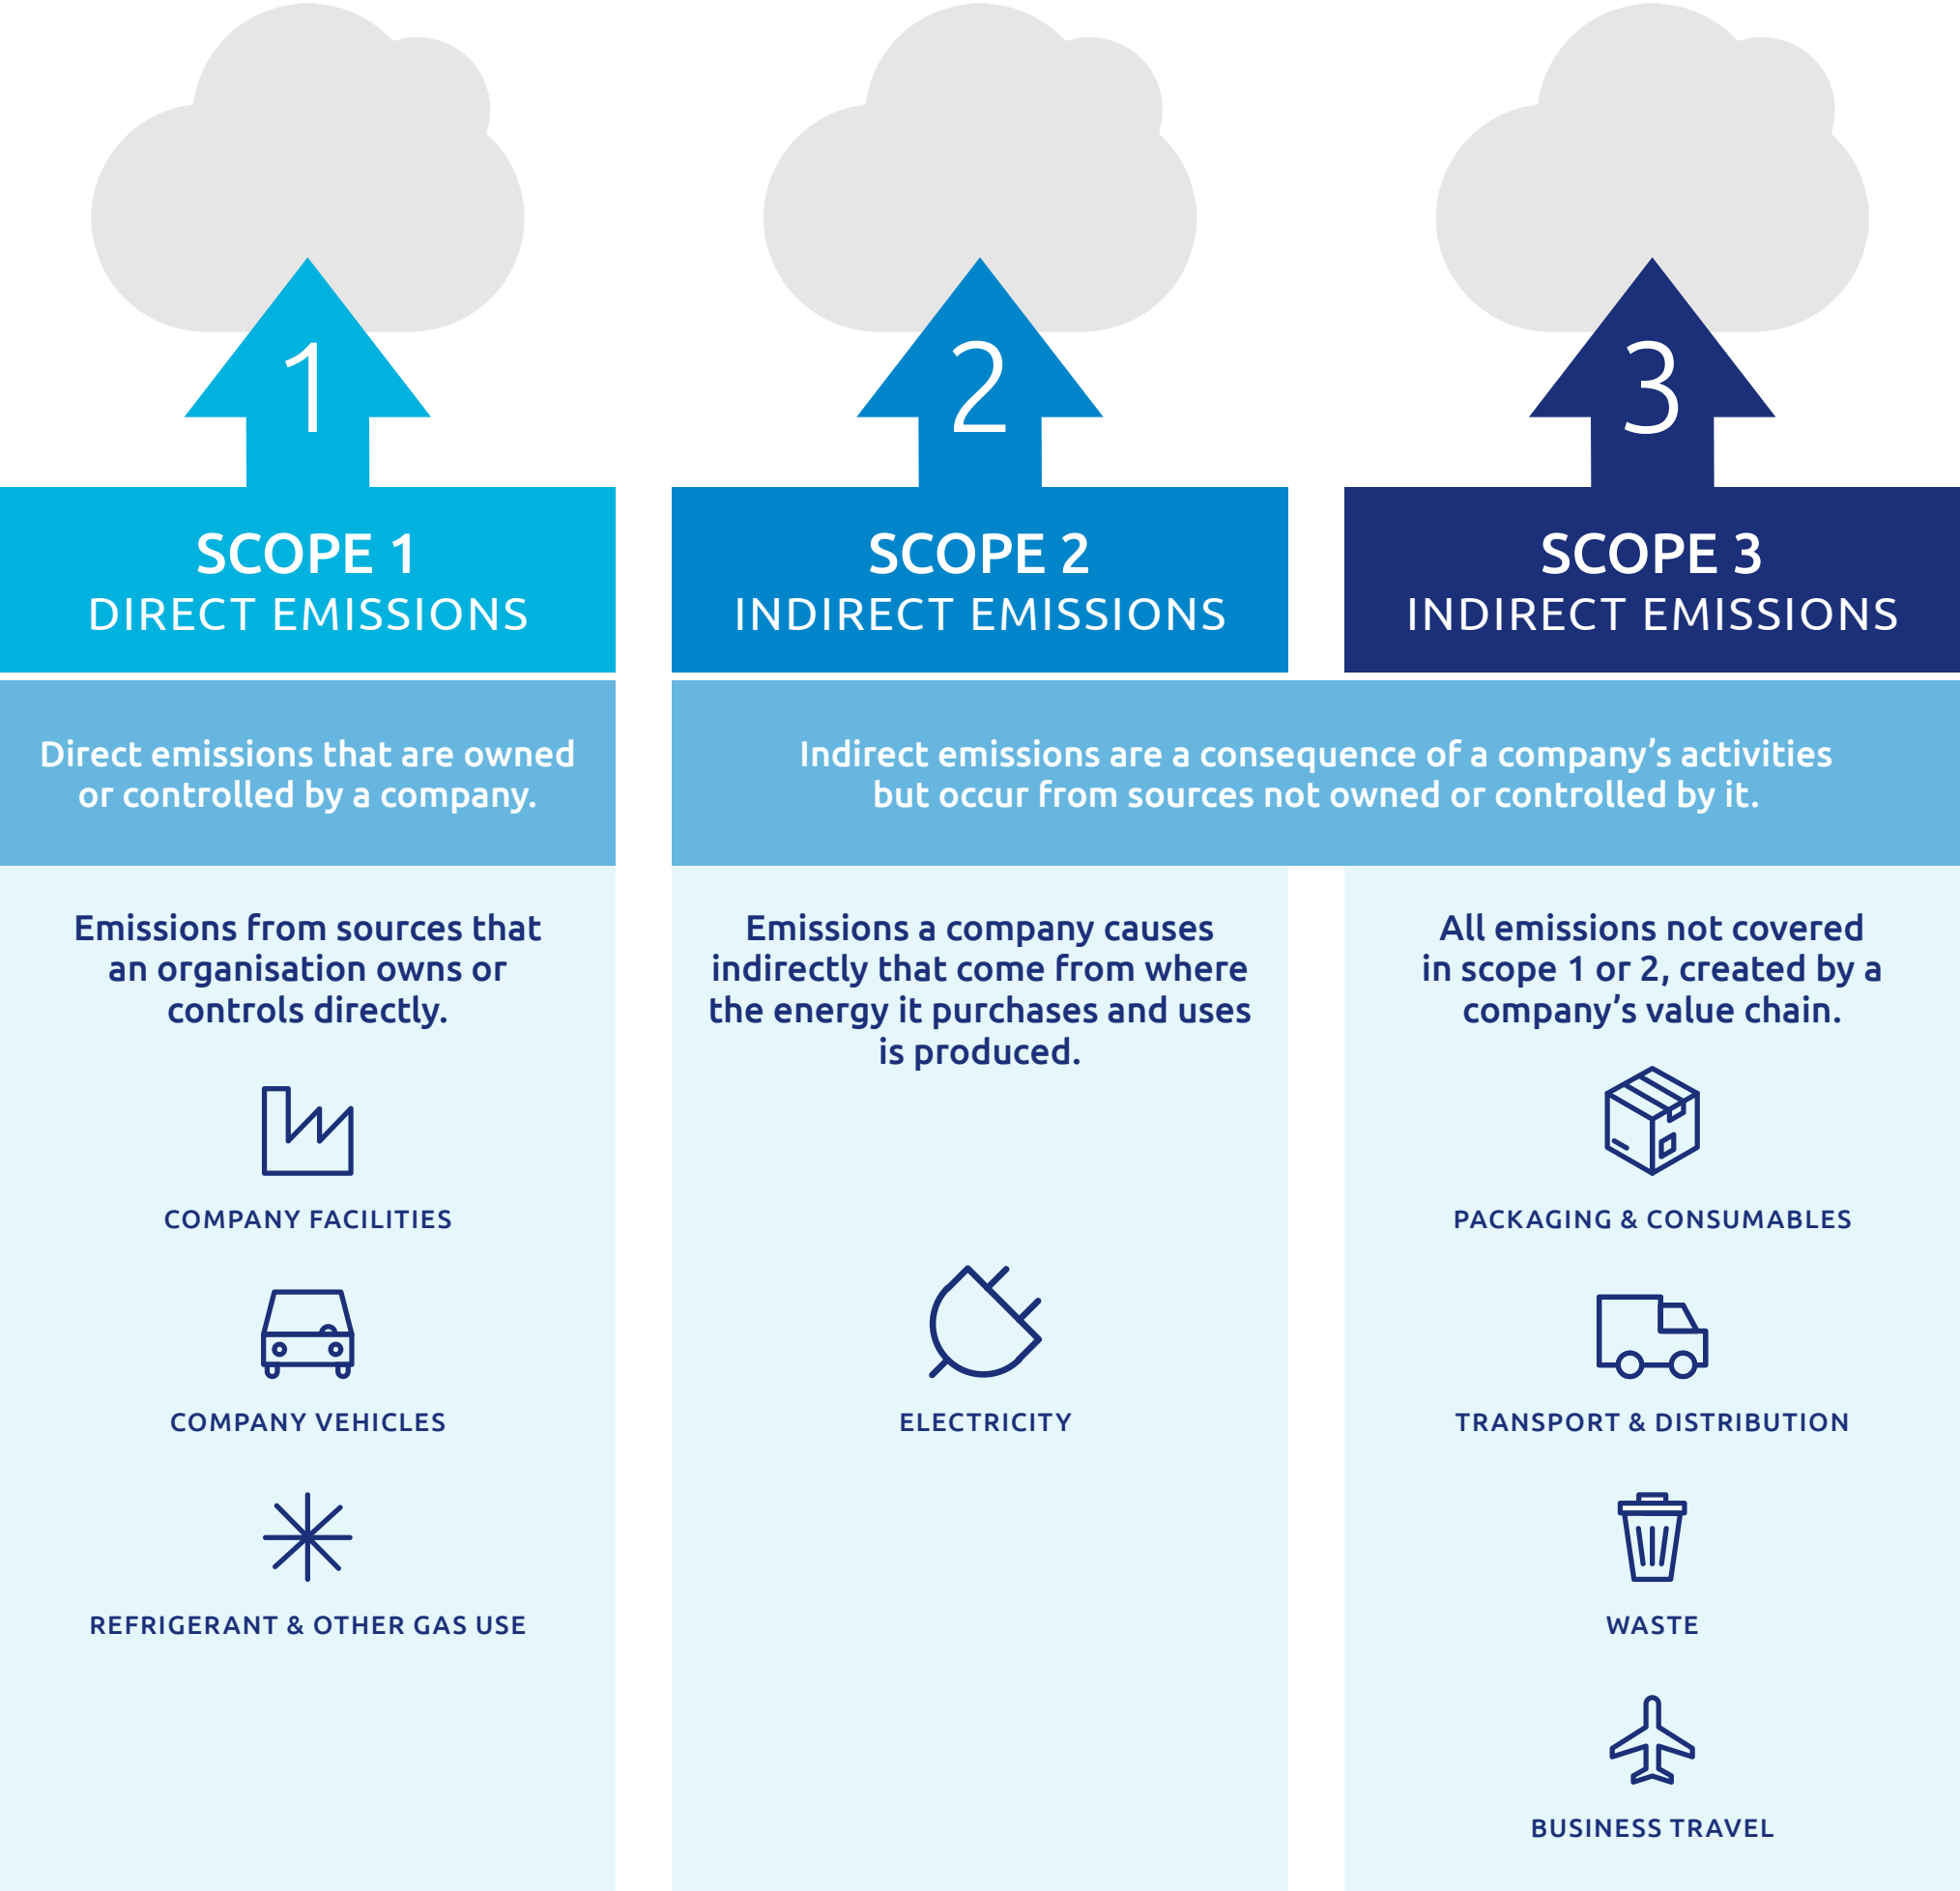 1
SCOPE 1
DIRECT EMISSIONS
Direct emissions that are owned
or controlled by a company.
Emissions from sources that
an organisation owns or
controls directly.
COMPANY FACILITIES
COMPANY VEHICLES
REFRIGERANT & OTHER GAS USE
2
SCOPE 2
INDIRECT EMISSIONS
3
SCOPE 3
INDIRECT EMISSIONS
Indirect emissions are a consequence of a company’s activities
but occur from sources not owned or controlled by it.
Emissions a company causes
indirectly that come from where
the energy it purchases and uses
is produced.
ELECTRICITY
All emissions not covered
in scope 1 or 2, created by a
company’s value chain.
PACKAGING & CONSUMABLES
TRANSPORT & DISTRIBUTION
WASTE
BUSINESS TRAVEL